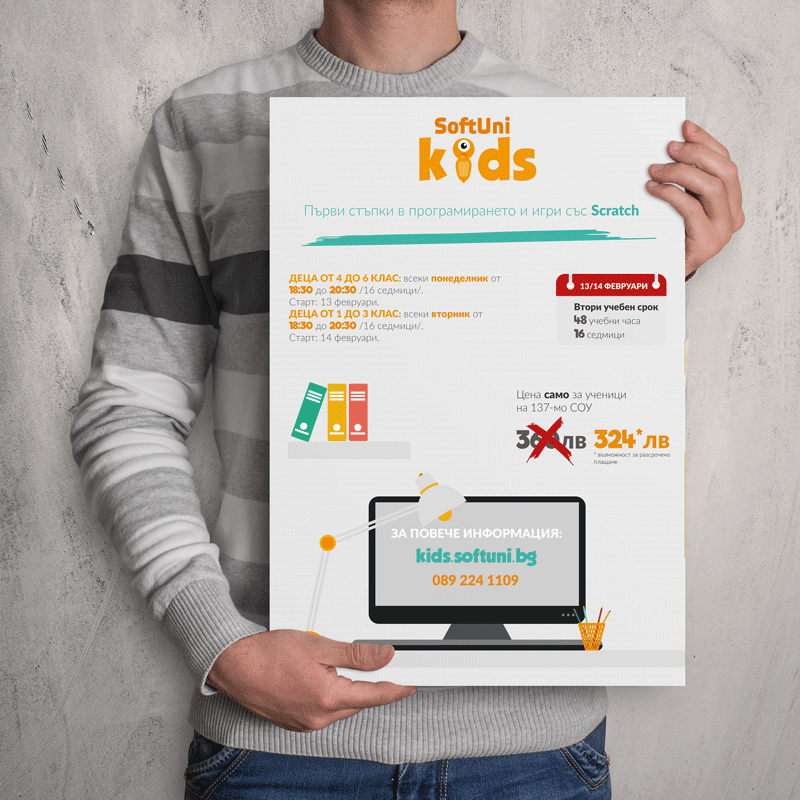 SoftUni
kids
Първи стъпки в програмирането и игри със Scratch
ДЕЦА ОТ 4 ДО 6 КЛАС: всеки понеделник от
18:30 до 20:30 /16 седмици/.
Старт: 13 февруари.
ДЕЦА ОТ 1 ДО 3 КЛАС: всеки вторник от
18:30 до 20:30 /16 седмици/.
Старт: 14 февруари.
13/14 ФЕВРУАРИ
Втори учебен срок
48 учебни часа
16 седмици
Цена само за ученици
на 137-мо СОУ
360лв 324*лв
* възможност за разсрочено
плащане
ЗА ПОВЕЧЕ ИНФОРМАЦИЯ:
kids.softuni.bg
089 224 1109